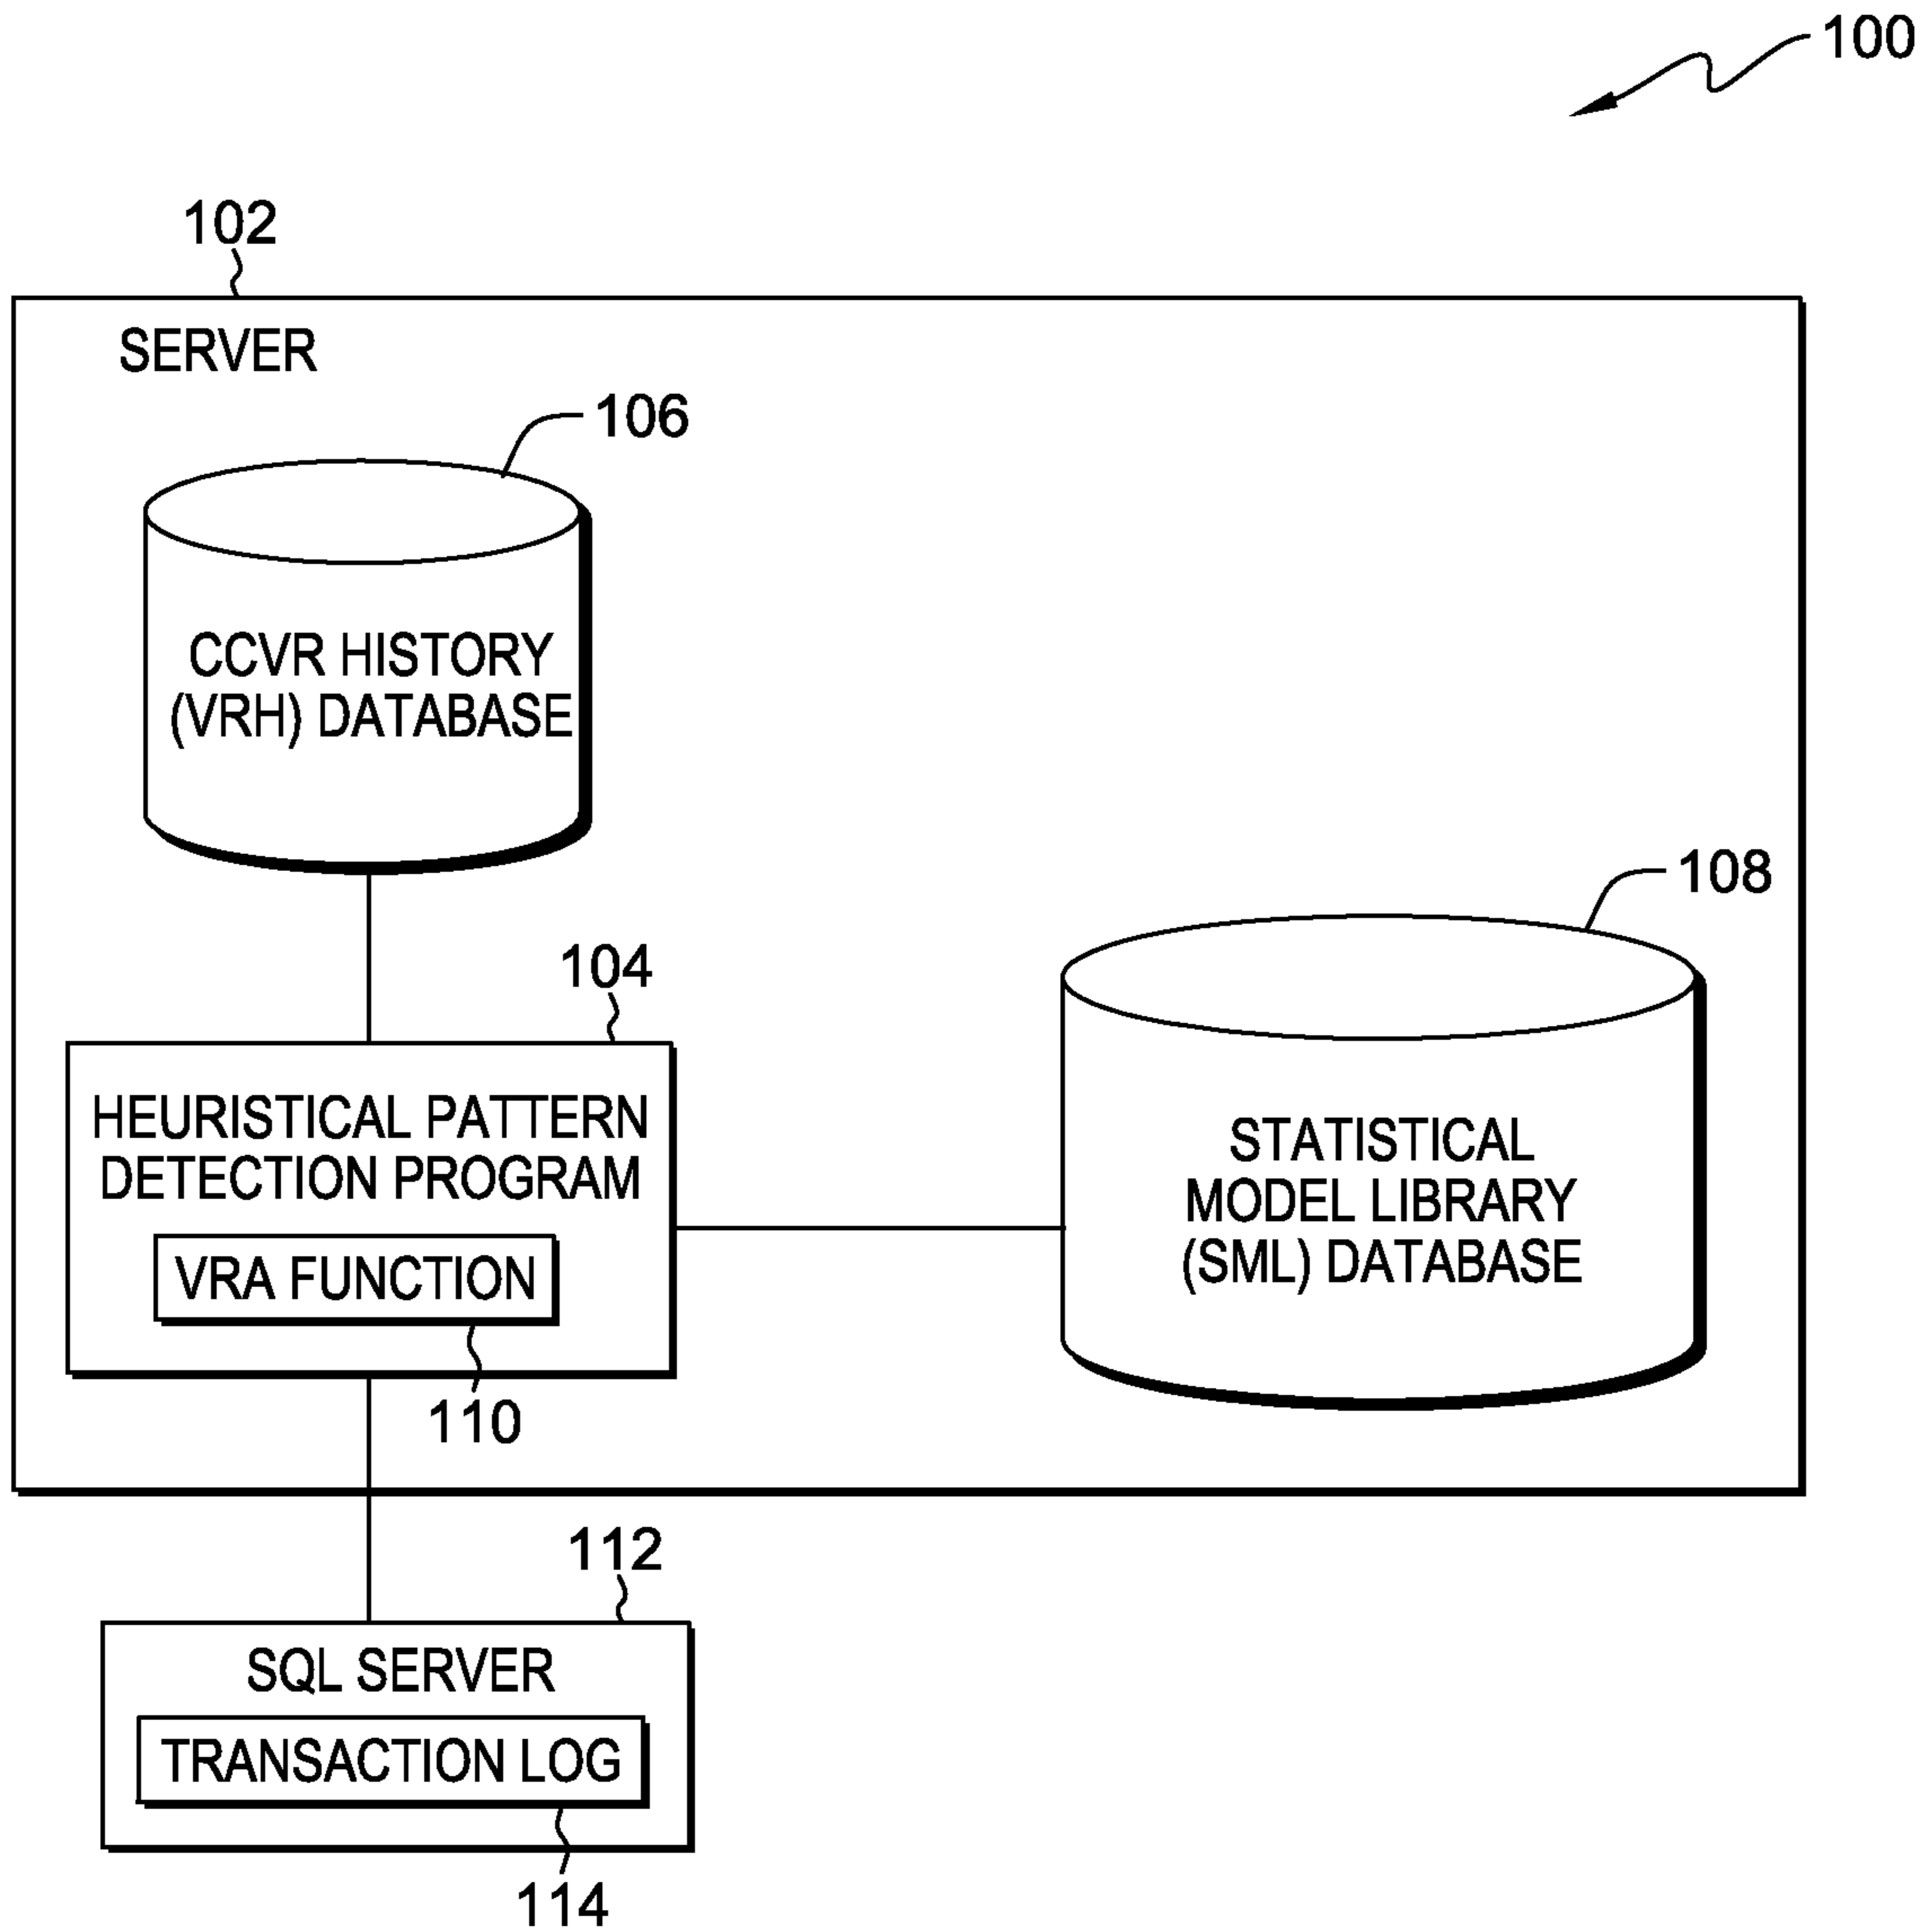 100
102
SERVER
106
CCVR HISTORY
(VRH) DATABASE
108
104
HEURISTICAL PATTERN
DETECTION PROGRAM
VRA FUNCTION
110
STATISTICAL
MODEL LIBRARY
(SML) DATABASE
112
SQL SERVER
TRANSACTION LOG
114